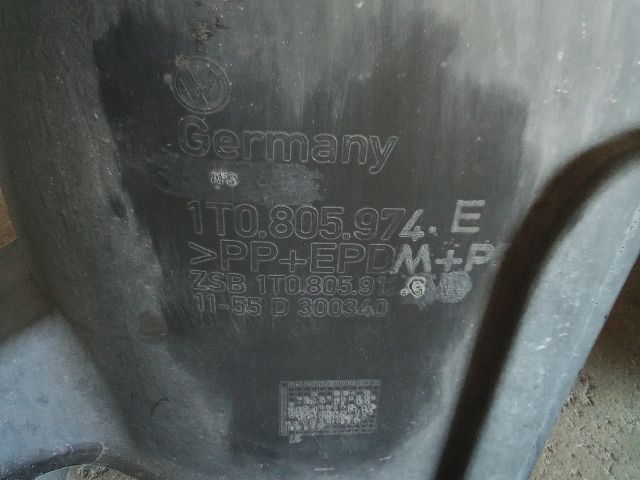 Germany
1T0.805.974.E
>PP+EPDM+P
ZSB 1T0.805.91 .G
11-55 D 300340